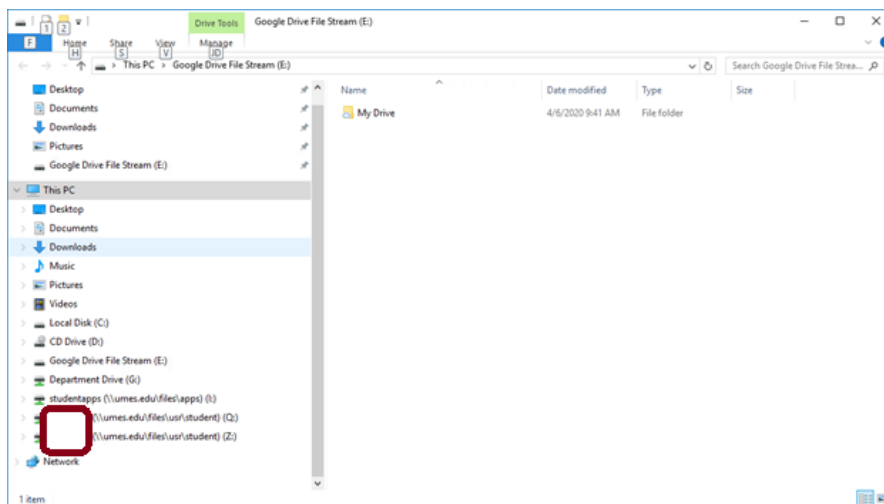 Drive Tools Google Drive File Stream (E:)
1 2
F Home Share View Manage
H S V JD
This PC > Google Drive File Stream (E:) Search Google Drive File Strea...
Desktop
Documents
Downloads
Pictures
Google Drive File Stream (E:)
This PC
Desktop
Documents
Downloads
Music
Pictures
Videos
Local Disk (C:)
CD Drive (D:)
Google Drive File Stream (E:)
Department Drive (G:)
studentapps (\\umes.edu\files\apps) (I:)
(\\umes.edu\files\usr\student) (Q:)
(\\umes.edu\files\usr\student) (Z:)
Network
Name Date modified Type Size
My Drive 4/6/2020 9:41 AM File folder
1 item